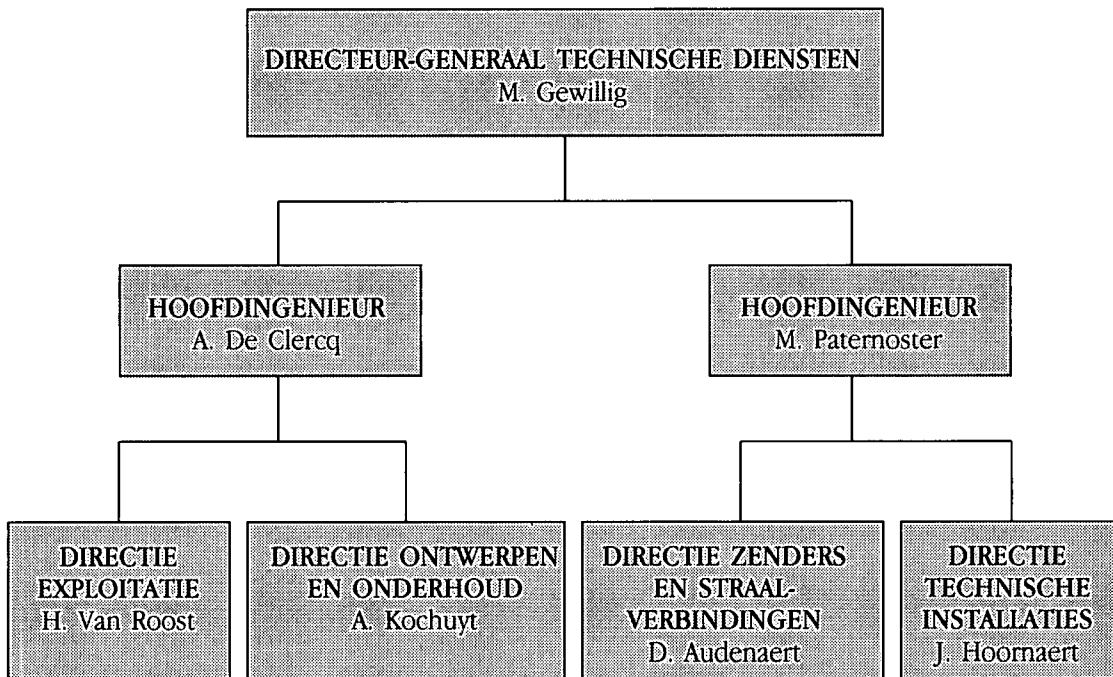 DIRECTEUR-GENERAAL TECHNISCHE DIENSTEN
M. Gewillig
HOOFDINGENIEUR
A. De Clercq
HOOFDINGENIEUR
M. Paternoster
DIRECTIE
EXPLOITATIE
H. Van Roost
DIRECTIE ONTWERPEN
EN ONDERHOUD
A. Kochuyt
DIRECTIE ZENDERS
EN STRAAL-
VERBINDINGEN
D. Audenaert
DIRECTIE
TECHNISCHE
INSTALLATIES
J. Hoornaert